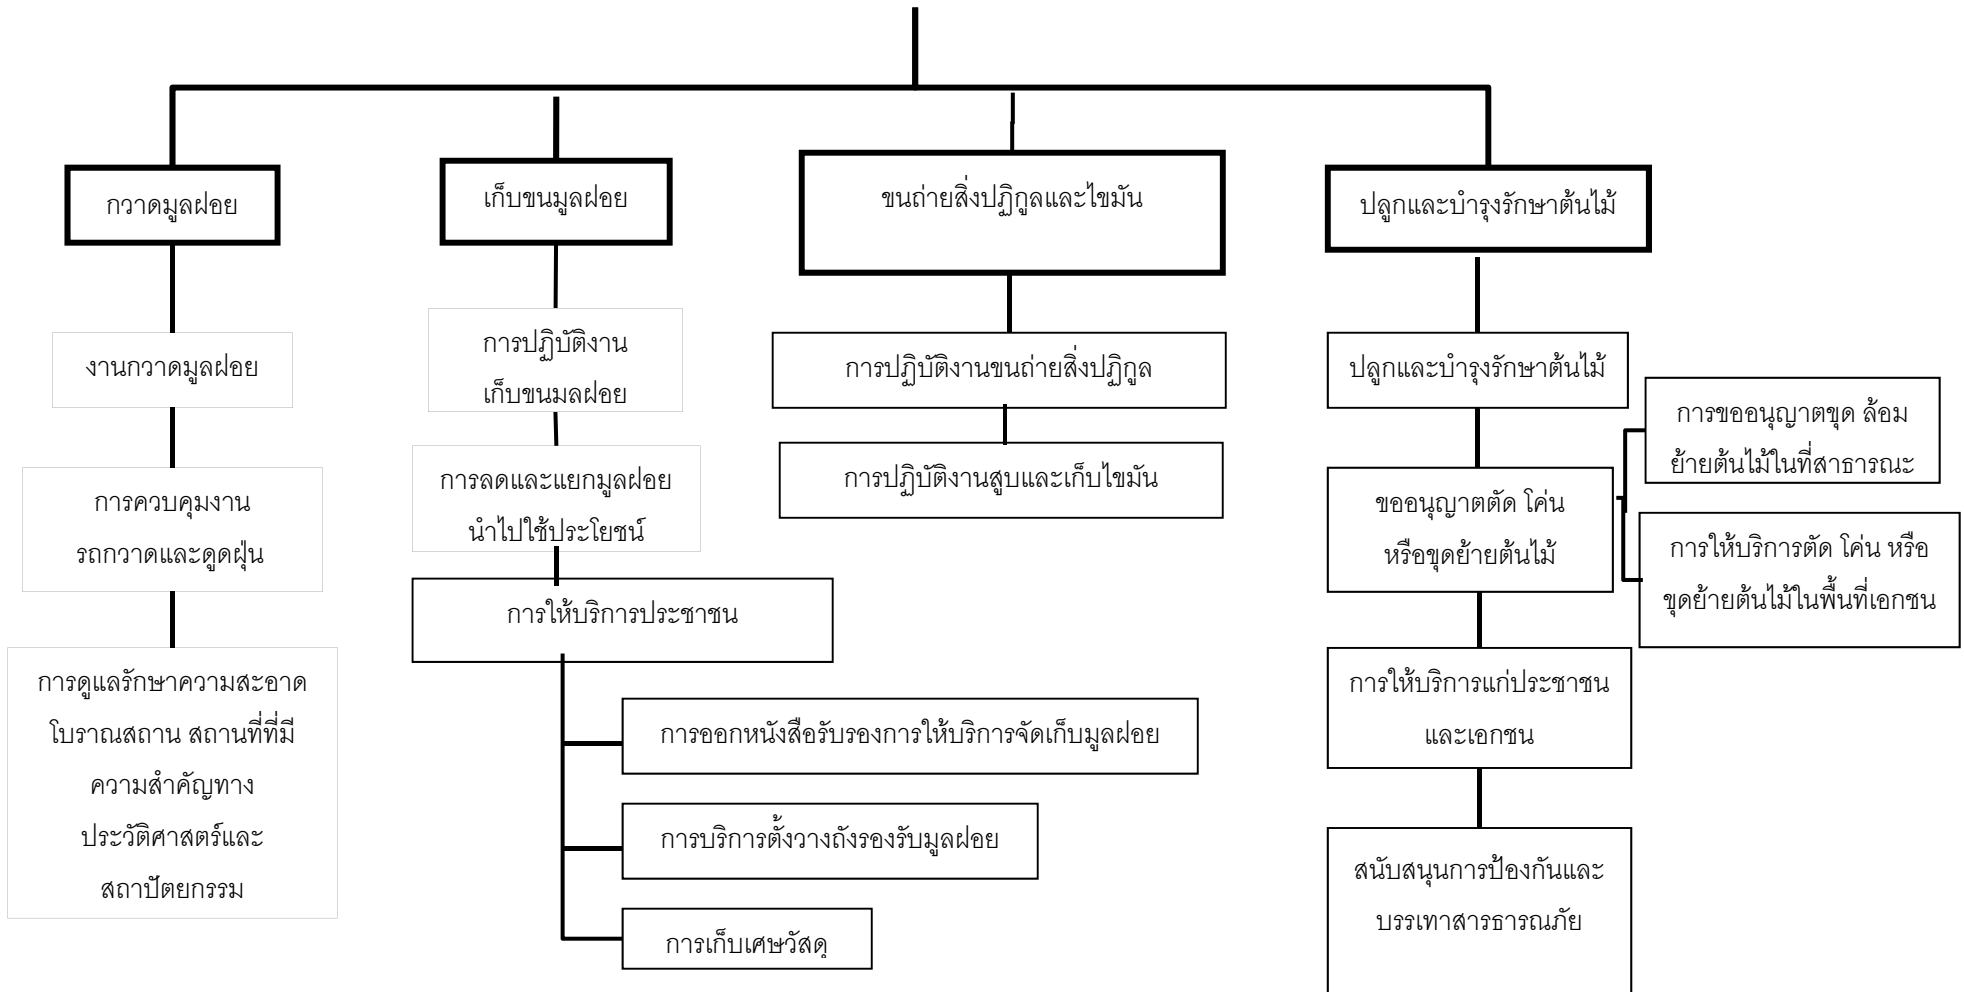 กวาดมูลฝอย
งานกวาดมูลฝอย
การควบคุมงาน
รถกวาดและดูดฝุ่น
การดูแลรักษาความสะอาด
โบราณสถาน สถานที่ที่มี
ความสำคัญทาง
ประวัติศาสตร์และ
สถาปัตยกรรม
เก็บขนมูลฝอย
การปฏิบัติงาน
เก็บขนมลฝอย
การลดและแยกมูลฝอย
นำไปใช้ประโยชน์
การให้บริการประชาชน
การออกหนังสือรับรองการให้บริการจัดเก็บมูลฝอย
การบริการตั้งวางถังรองรับมูลฝอย
การเก็บเศษวัสดุ
ขนถ่ายสิ่งปฏิกูลและไขมัน
การปฏิบัติงานขนถ่ายสิ่งปฏิกูล
การปฏิบัติงานสูบและเก็บไขมัน
ปลูกและบำรุงรักษาต้นไม้
ปลูกและบำรุงรักษาต้นไม้
ขออนุญาตตัด โค่น
หรือขุดย้ายต้นไม้
การขออนุญาตขุด ล้อม
ย้ายต้นไม้ในที่สาธารณะ
การให้บริการตัด โค่น หรือ
ขุดย้ายต้นไม้ในพื้นที่เอกชน
การให้บริการแก่ประชาชน
และเอกชน
สนับสนุนการป้องกันและ
บรรเทาสารธารณภัย